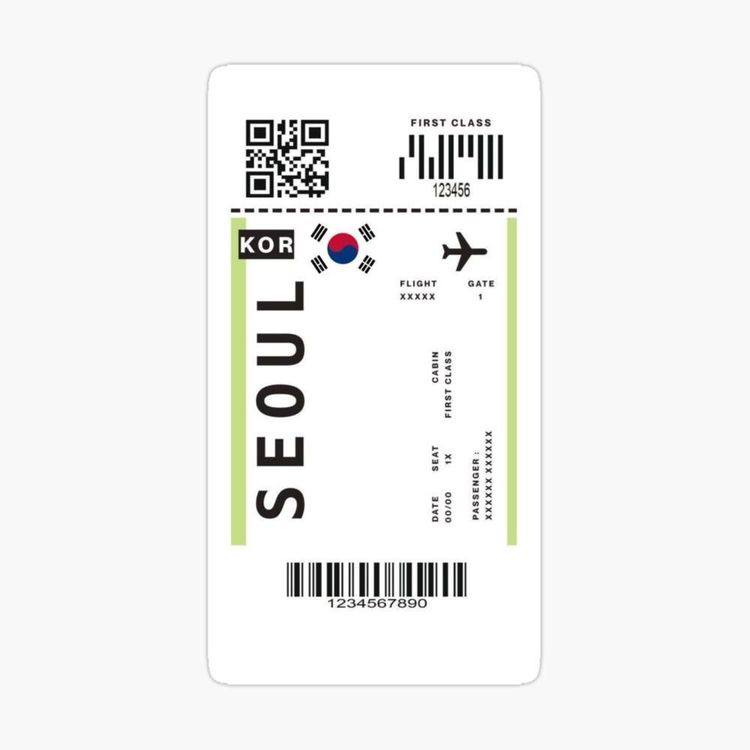 FIRST CLASS
123456
KOR
SEOUL
FLIGHT
XXXXX
GATE
1
CABIN
FIRST CLASS
SEAT
1X
DATE
00/00
PASSENGER :
XXXXXX XXXXXX
1234567890